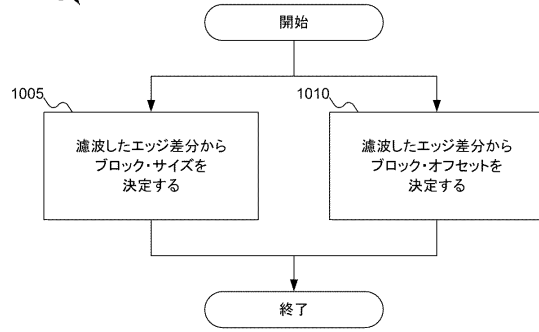 開始
1005
濾波したエッジ差分から
ブロック・サイズを
決定する
1010
濾波したエッジ差分から
ブロック・オフセットを
決定する
終了